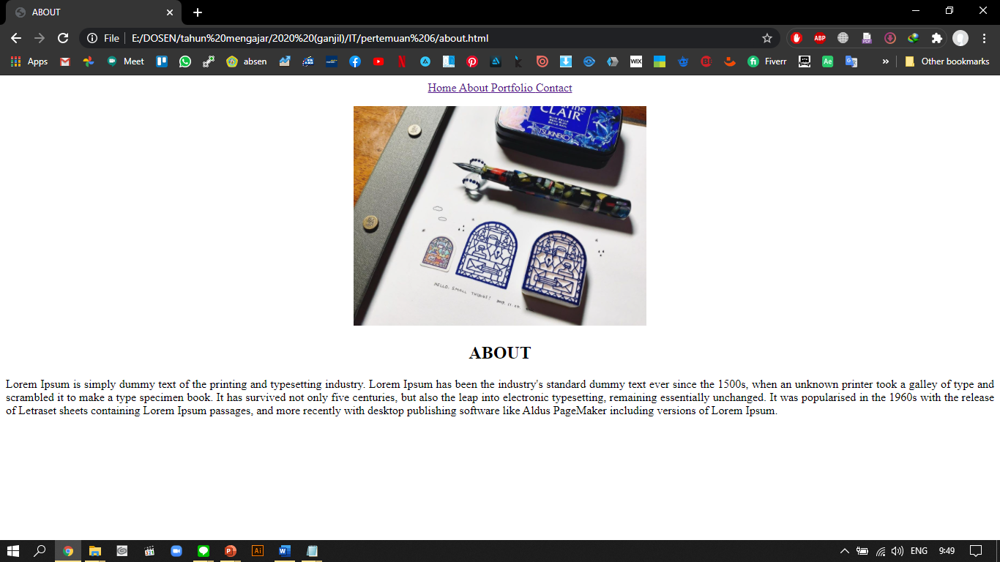 ABOUT
File
E:/DOSEN/tahun%20mengajar/2020%20(ganjil)/IT/pertemuan%206/about.html
ABP
PDF
Apps
Meet
absen
WIX
Fiverr
Ae
Other bookmarks
Home About Portfolio Contact
CLAIR
TSUKINEKO
HELLO, SMALL THINGS!
ABOUT
Lorem Ipsum is simply dummy text of the printing and typesetting industry. Lorem Ipsum has been the industry's standard dummy text ever since the 1500s, when an unknown printer took a galley of type and
scrambled it to make a type specimen book. It has survived not only five centuries, but also the leap into electronic typesetting, remaining essentially unchanged. It was popularised in the 1960s with the release
of Letraset sheets containing Lorem Ipsum passages, and more recently with desktop publishing software like Aldus PageMaker including versions of Lorem Ipsum.
Ai
ENG
9:49